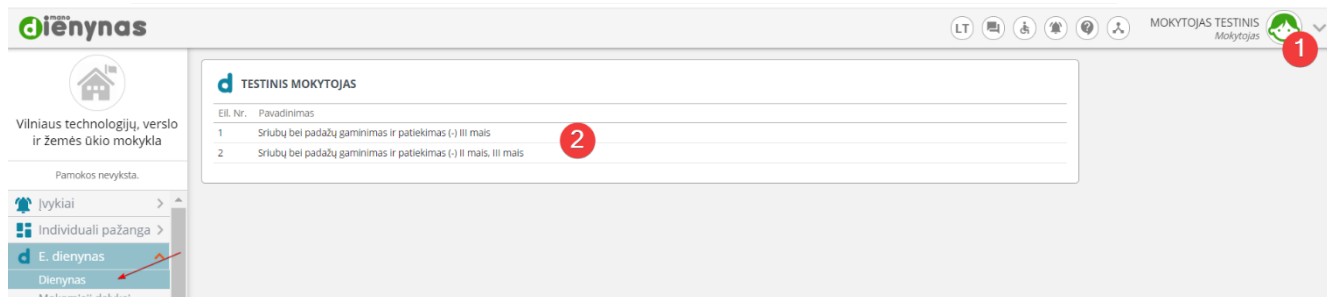 mano
dienynas
LT
MOKYTOJAS TESTINIS
Mokytojas
1
Vilniaus technologijų, verslo
ir žemės ūkio mokykla
Pamokos nevyksta.
Įvykiai
Individuali pažanga
E. dienynas
Dienynas
TESTINIS MOKYTOJAS
Eil. Nr. Pavadinimas
1 Sriubų bei padažų gaminimas ir patiekimas (-) III mais
2 Sriubų bei padažų gaminimas ir patiekimas (-) II mais, III mais
2